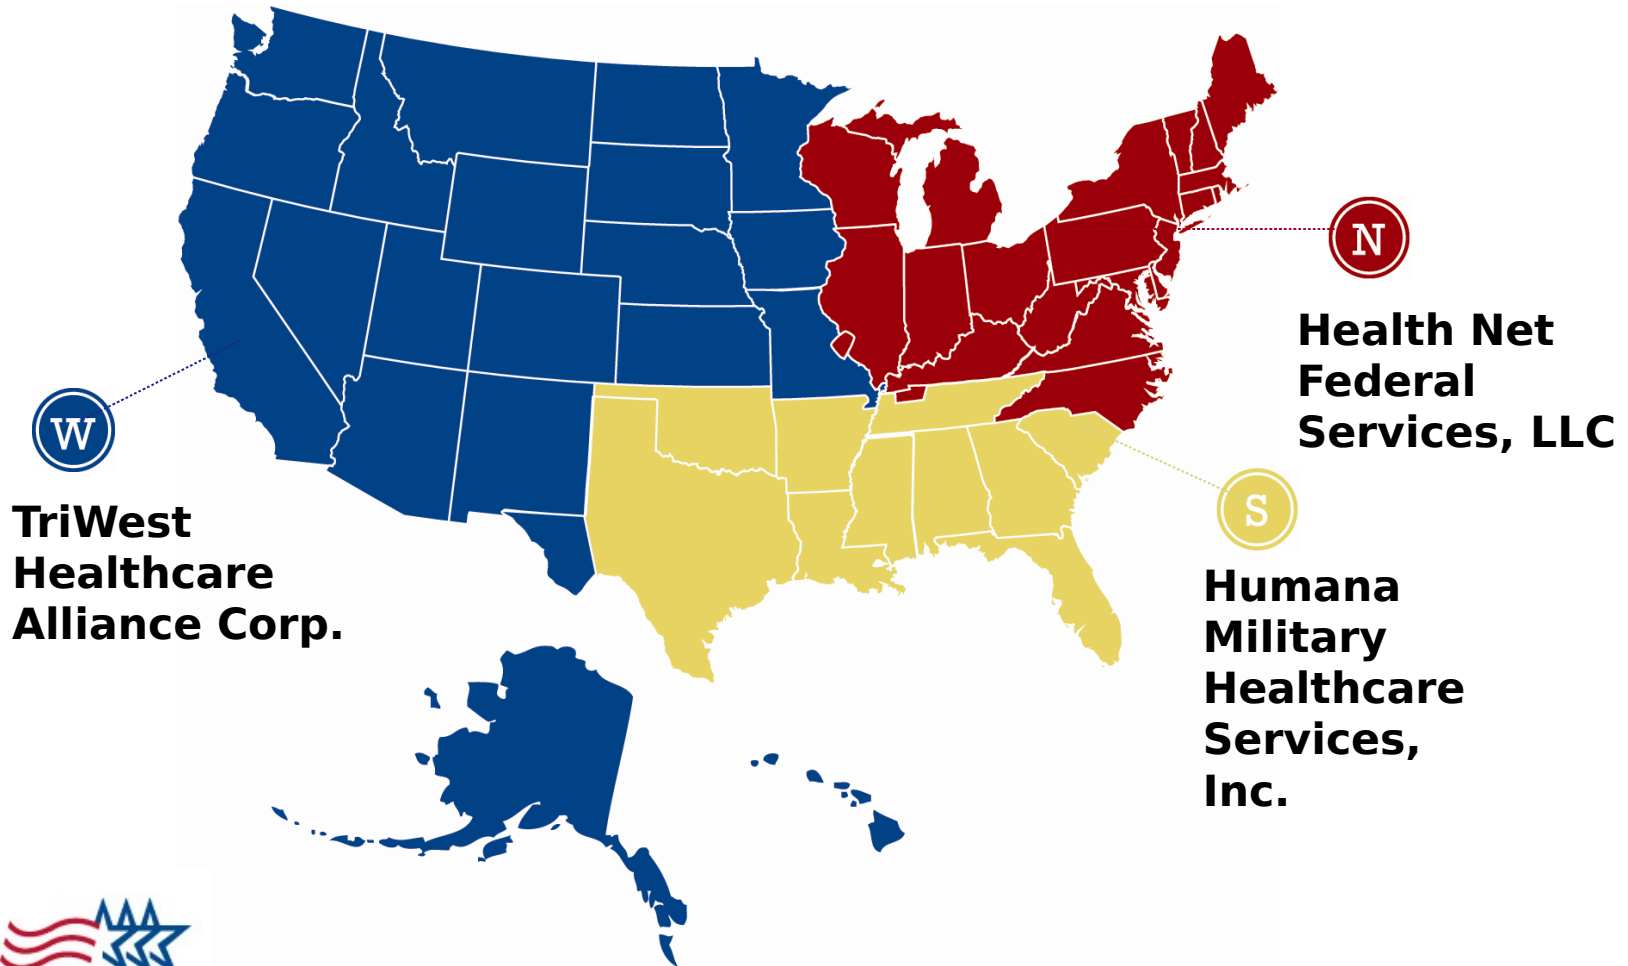 N
Health Net
Federal
Services, LLC
W
TriWest
Healthcare
Alliance Corp.
S
Humana
Military
Healthcare
Services,
Inc.